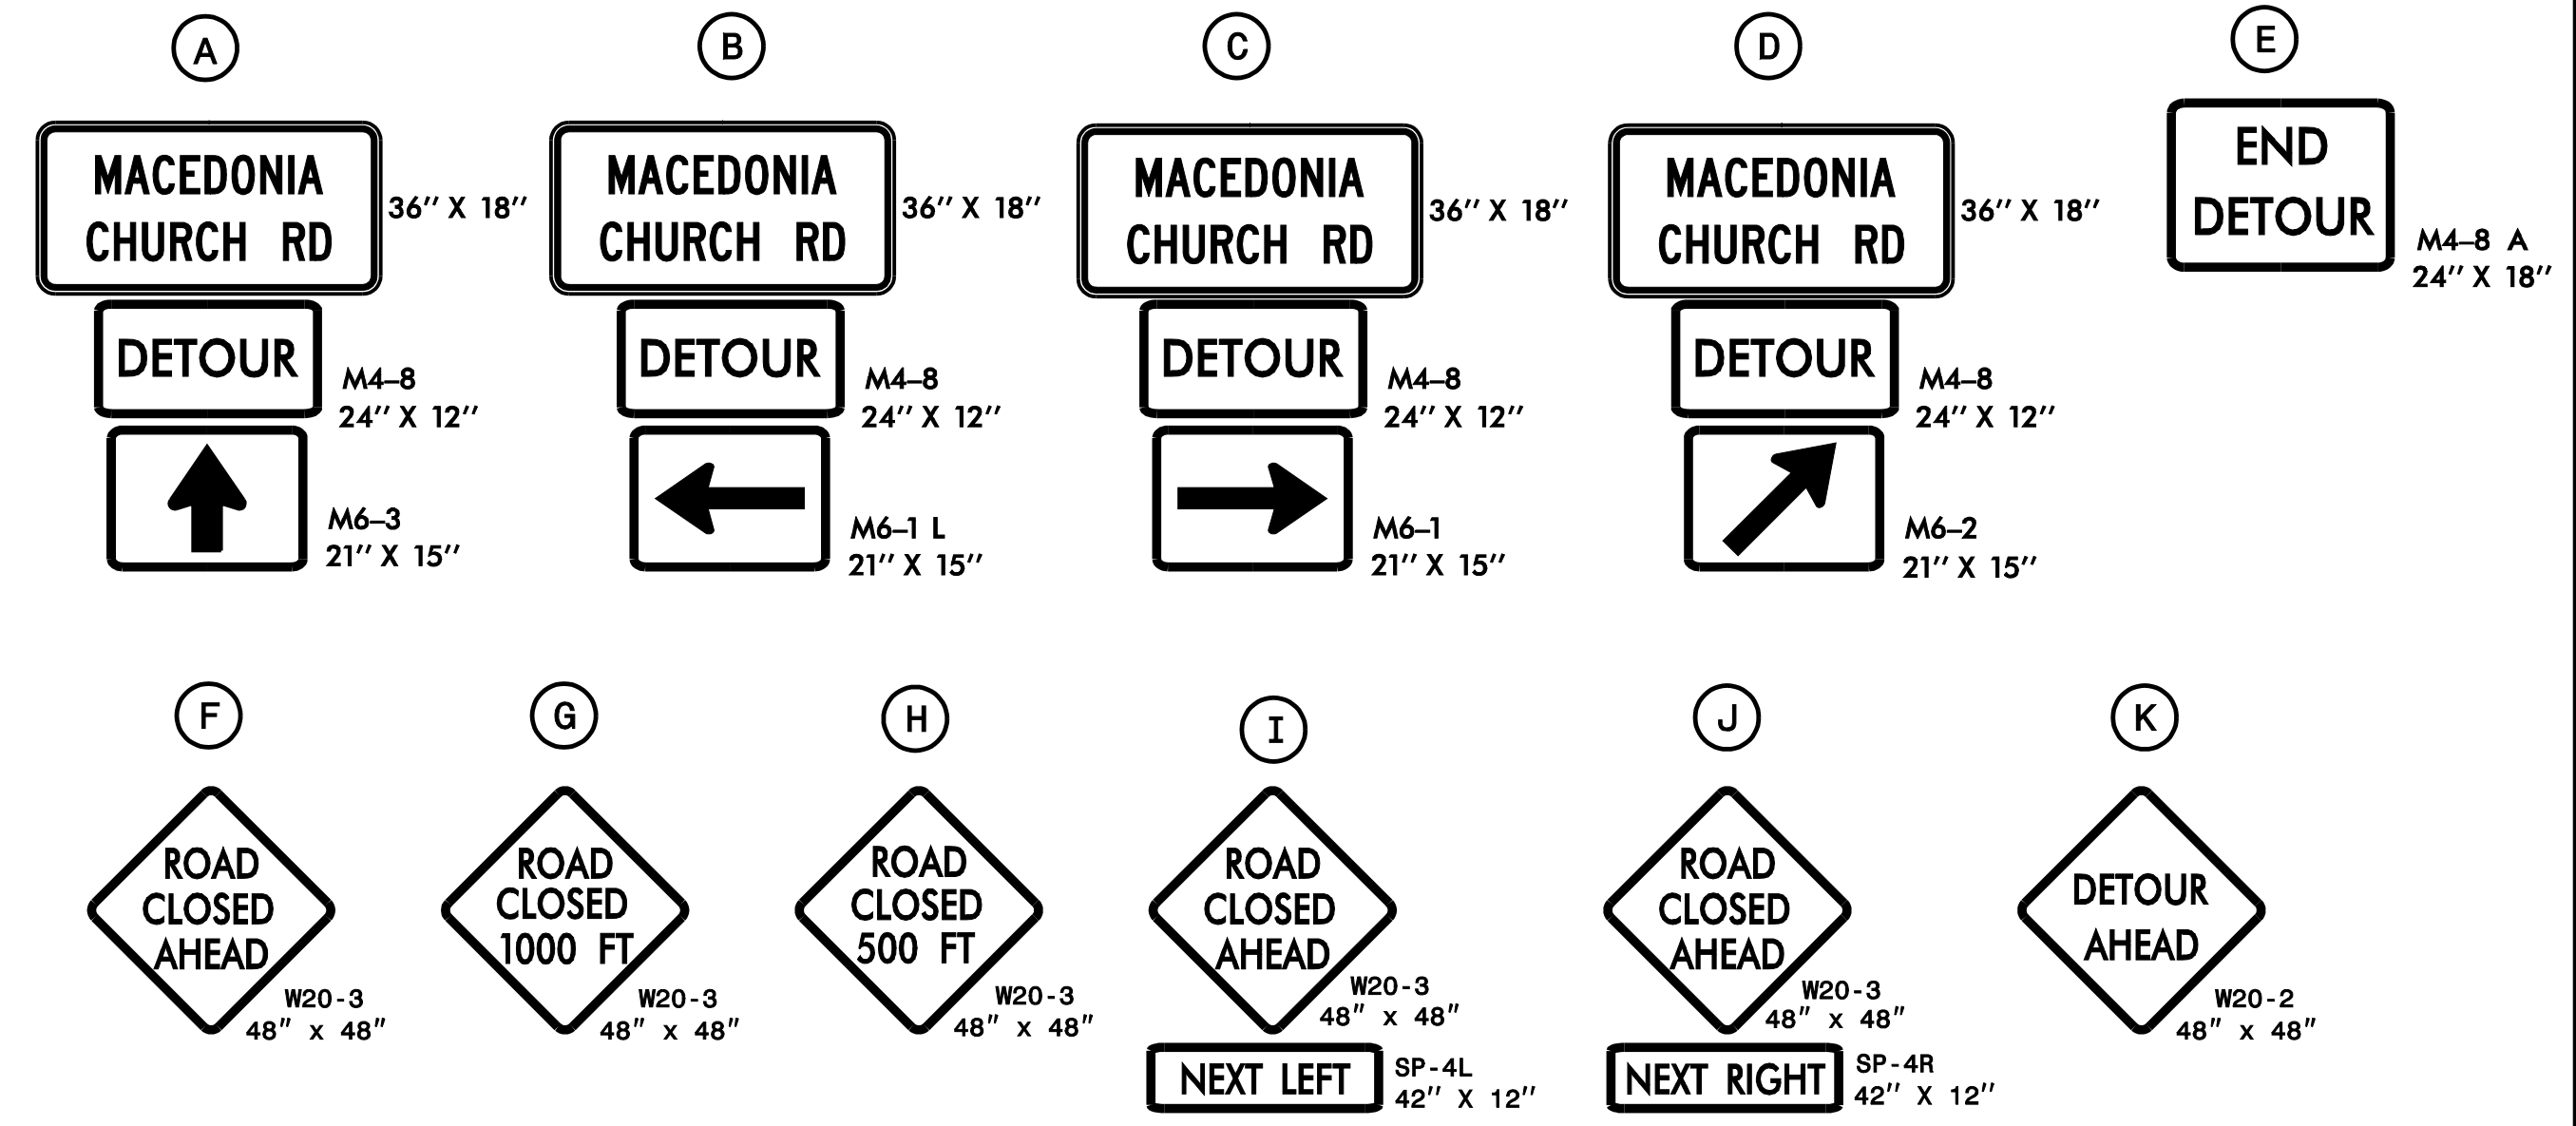 A
MACEDONIA
CHURCH RD
36" X 18"
DETOUR
M4-8
24" X 12"
M6-3
21" X 15"
B
MACEDONIA
CHURCH RD
36" X 18"
DETOUR
M4-8
24" X 12"
M6-1 L
21" X 15"
C
MACEDONIA
CHURCH RD
36" X 18"
DETOUR
M4-8
24" X 12"
M6-1
21" X 15"
D
MACEDONIA
CHURCH RD
36" X 18"
DETOUR
M4-8
24" X 12"
M6-2
21" X 15"
E
END
DETOUR
M4-8 A
24" X 18"
F
ROAD
CLOSED
AHEAD
W20-3
48" x 48"
G
ROAD
CLOSED
1000 FT
W20-3
48" x 48"
H
ROAD
CLOSED
500 FT
W20-3
48" x 48"
I
ROAD
CLOSED
AHEAD
W20-3
48" x 48"
NEXT LEFT
SP-4L
42" X 12"
J
ROAD
CLOSED
AHEAD
W20-3
48" x 48"
NEXT RIGHT
SP-4R
42" X 12"
K
DETOUR
AHEAD
W20-2
48" x 48"